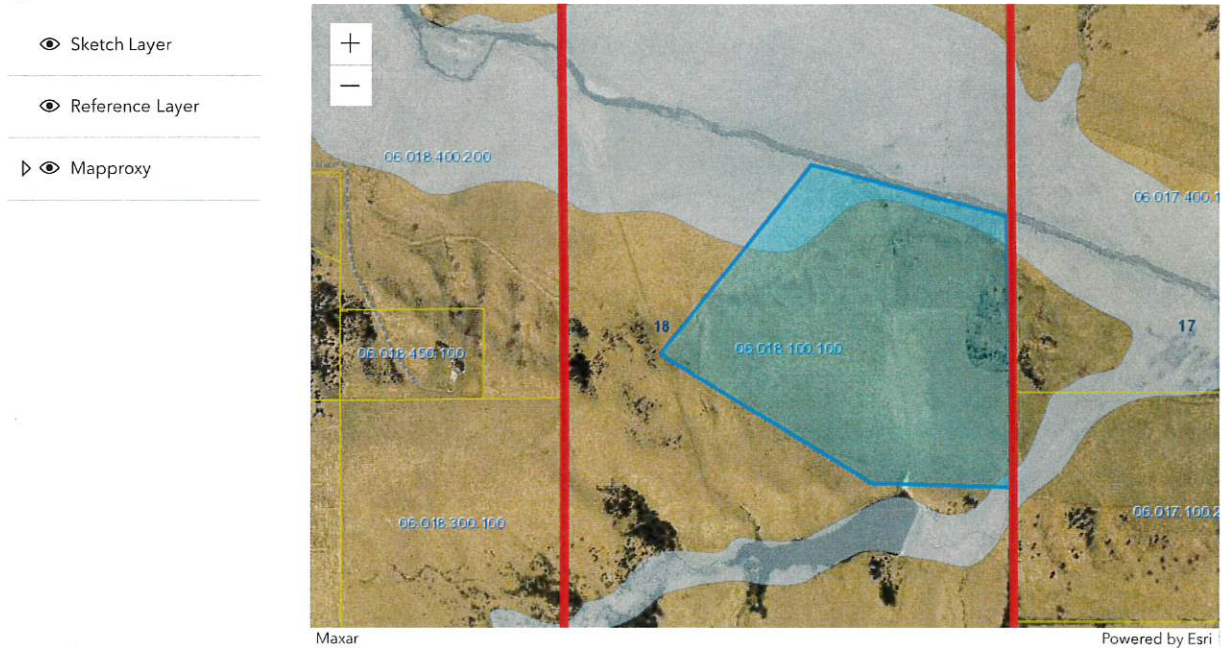 Sketch Layer
Reference Layer
Mapproxy
+
−
06.018.400.200
06.017.400.1
18
17
06.018.450.100
06.018.100.100
06.018.300.100
06.017.100.2
Maxar
Powered by Esri